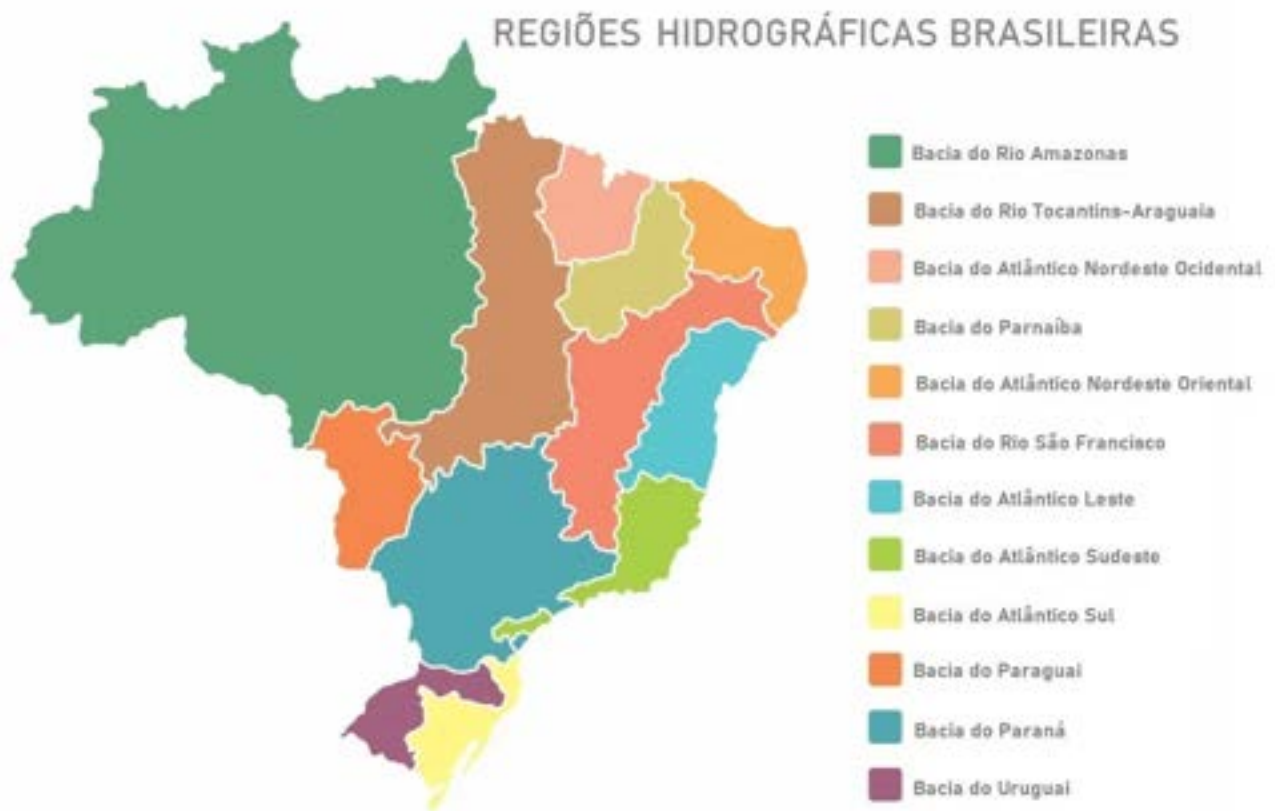 REGIÕES HIDROGRÁFICAS BRASILEIRAS
Bacia do Rio Amazonas
Bacia do Rio Tocantins-Araguaia
Bacia do Atlântico Nordeste Ocidental
Bacia do Parnaíba
Bacia do Atlântico Nordeste Oriental
Bacia do Rio São Francisco
Bacia do Atlântico Leste
Bacia do Atlântico Sudeste
Bacia do Atlântico Sul
Bacia do Paraguai
Bacia do Paraná
Bacia do Uruguai